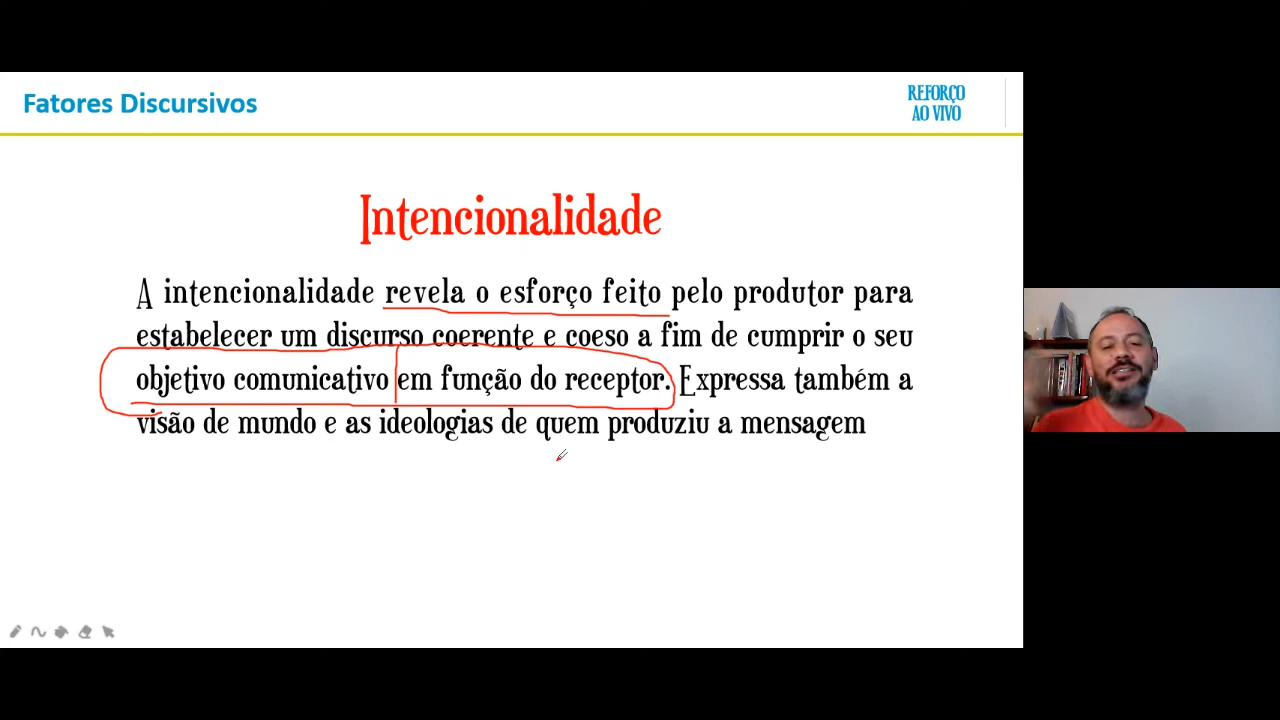 Fatores Discursivos
REFORÇO
AO VIVO
Intencionalidade
A intencionalidade revela o esforço feito pelo produtor para
estabelecer um discurso coerente e coeso a fim de cumprir o seu
objetivo comunicativo em função do receptor. Expressa também a
visão de mundo e as ideologias de quem produziu a mensagem